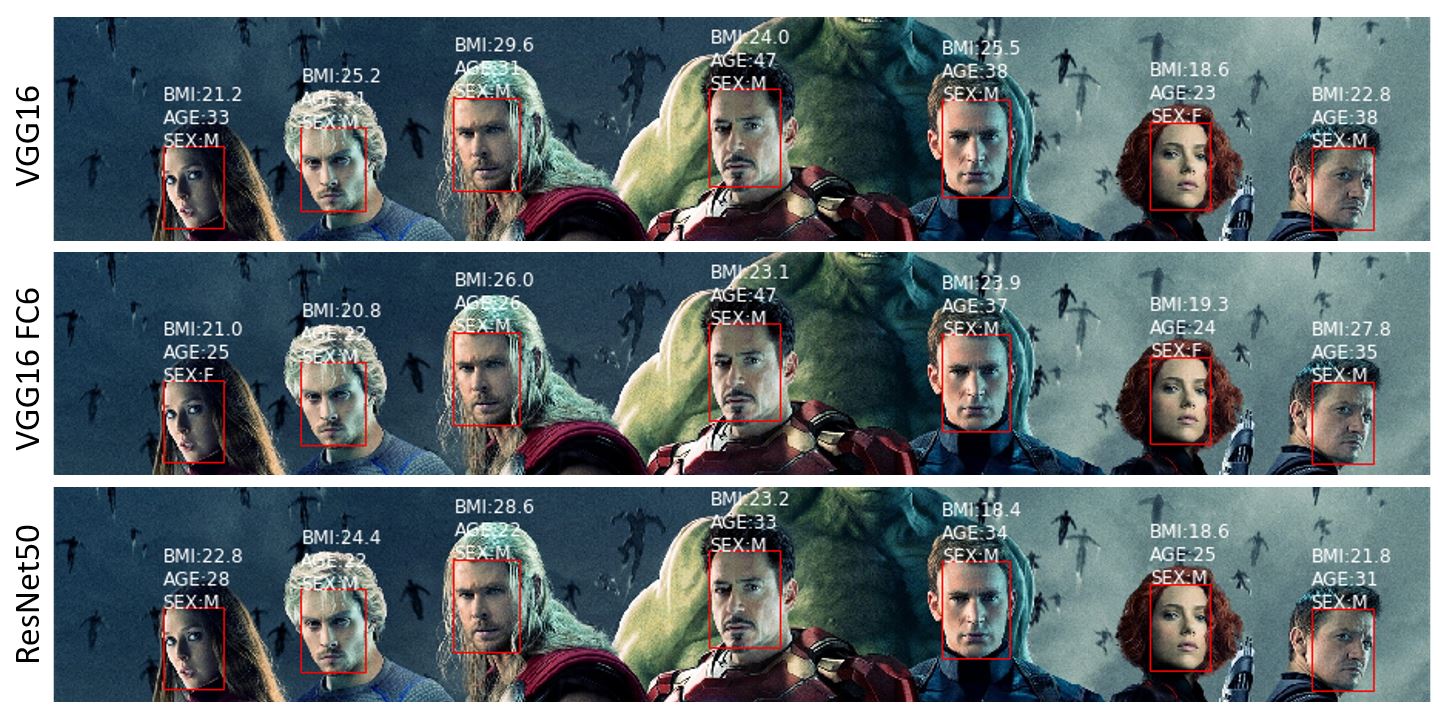 VGG16
BMI:21.2
AGE:33
SEX:M
BMI:25.2
AGE:31
SEX:M
BMI:29.6
AGE:31
SEX:M
BMI:24.0
AGE:47
SEX:M
BMI:25.5
AGE:38
SEX:M
BMI:18.6
AGE:23
SEX:F
BMI:22.8
AGE:38
SEX:M
VGG16 FC6
BMI:21.0
AGE:25
SEX:F
BMI:20.8
AGE:22
SEX:M
BMI:26.0
AGE:26
SEX:M
BMI:23.1
AGE:47
SEX:M
BMI:23.9
AGE:37
SEX:M
BMI:19.3
AGE:24
SEX:F
BMI:27.8
AGE:35
SEX:M
ResNet50
BMI:22.8
AGE:28
SEX:M
BMI:24.4
AGE:22
SEX:M
BMI:28.6
AGE:22
SEX:M
BMI:23.2
AGE:33
SEX:M
BMI:18.4
AGE:34
SEX:M
BMI:18.6
AGE:25
SEX:M
BMI:21.8
AGE:31
SEX:M